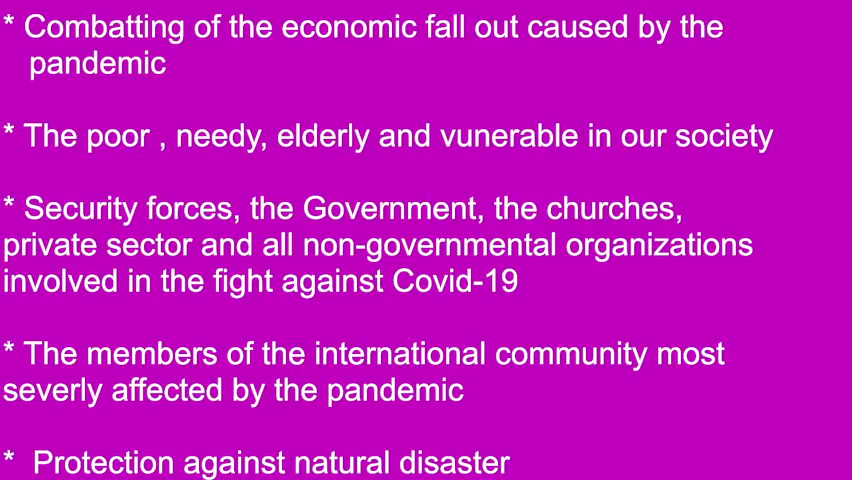 * Combatting of the economic fall out caused by the
pandemic
* The poor , needy, elderly and vunerable in our society
* Security forces, the Government, the churches,
private sector and all non-governmental organizations
involved in the fight against Covid-19
* The members of the international community most
severly affected by the pandemic
* Protection against natural disaster